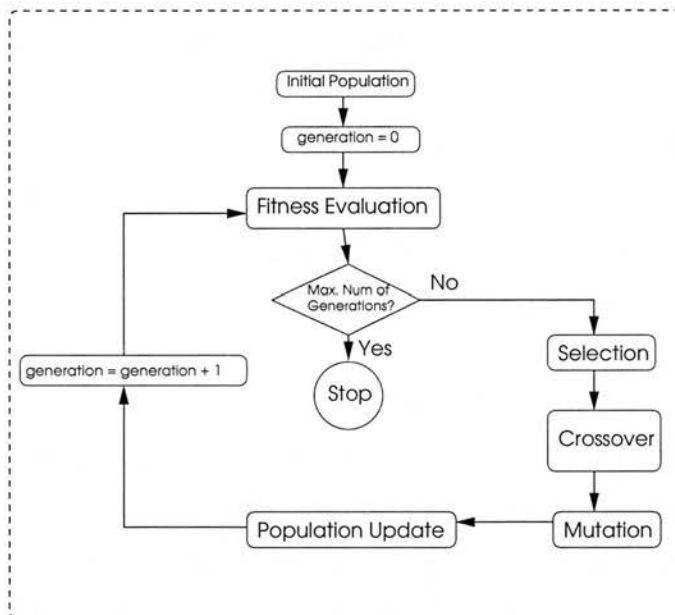 Initial Population
generation = 0
Fitness Evaluation
Max. Num of
Generations?
No
Yes
Stop
Selection
Crossover
Mutation
Population Update
generation = generation + 1